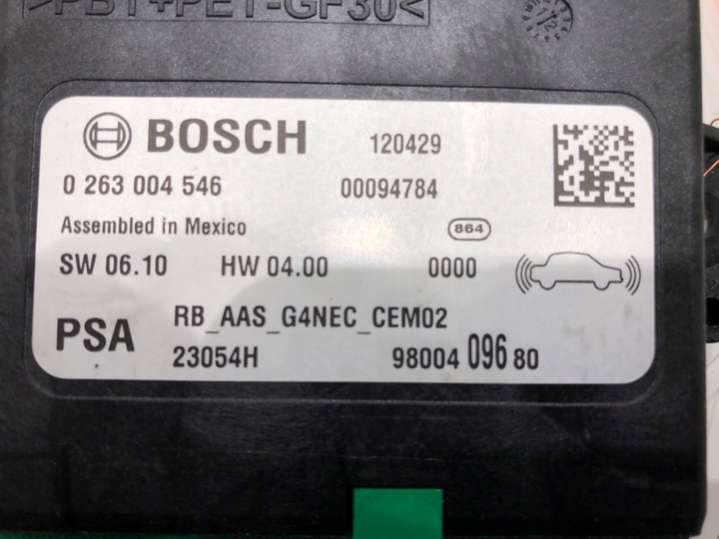 >PBT+PET-GF30<
BOSCH 120429
0 263 004 546 00094784
Assembled in Mexico 864
SW 06.10 HW 04.00 0000
PSA RB_AAS_G4NEC_CEM02
23054H 98004 096 80